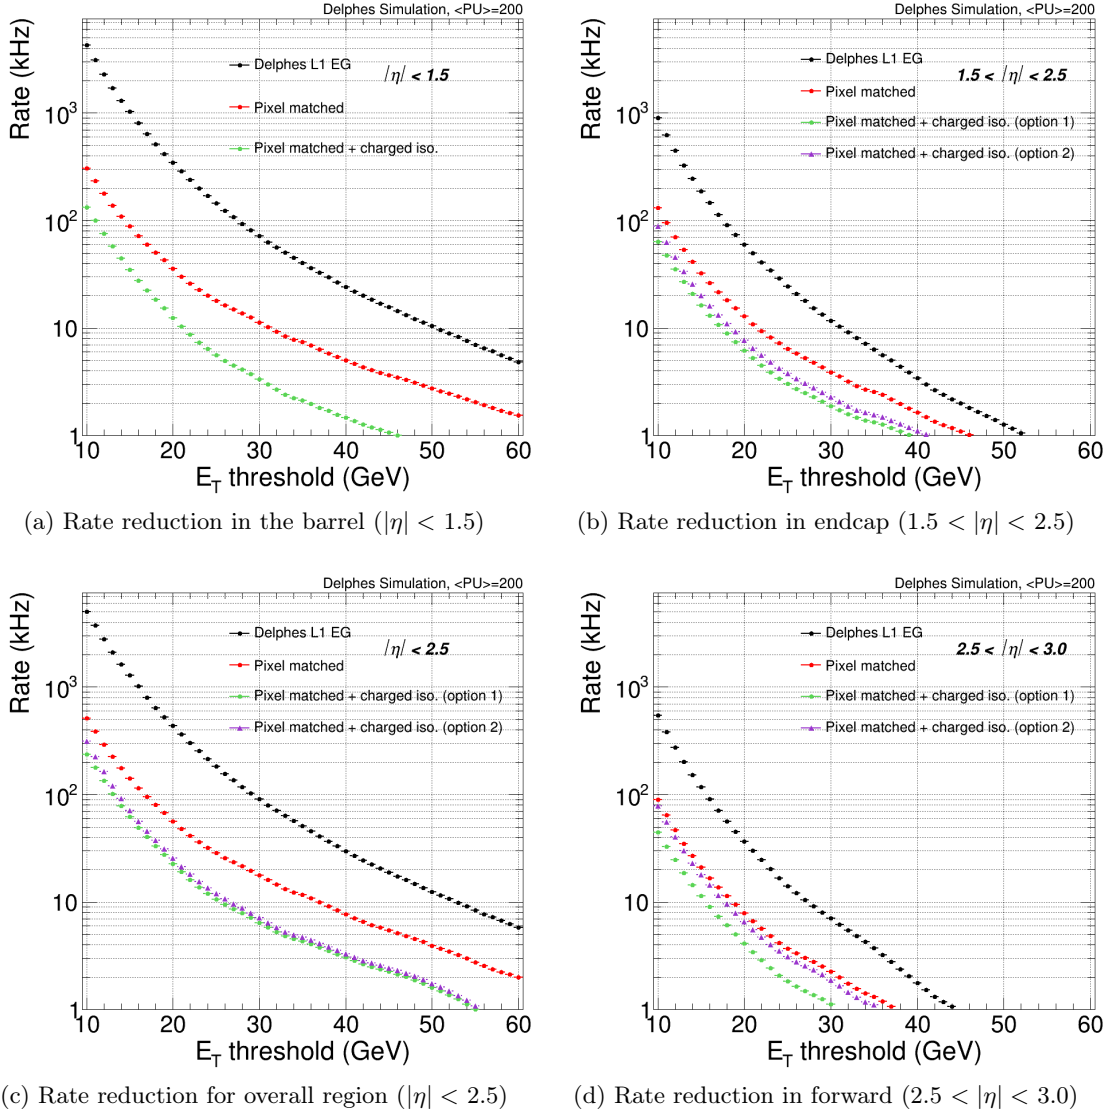 Delphes Simulation, <PU>=200
Rate (kHz)
Delphes L1 EG
|η| < 1.5
Pixel matched
Pixel matched + charged iso.
10³
10²
10
1
10 20 30 40 50 60
E_T threshold (GeV)
(a) Rate reduction in the barrel (|η| < 1.5)
Delphes Simulation, <PU>=200
Rate (kHz)
Delphes L1 EG
1.5 < |η| < 2.5
Pixel matched
Pixel matched + charged iso. (option 1)
Pixel matched + charged iso. (option 2)
10³
10²
10
1
10 20 30 40 50 60
E_T threshold (GeV)
(b) Rate reduction in endcap (1.5 < |η| < 2.5)
Delphes Simulation, <PU>=200
Rate (kHz)
Delphes L1 EG
|η| < 2.5
Pixel matched
Pixel matched + charged iso. (option 1)
Pixel matched + charged iso. (option 2)
10³
10²
10
1
10 20 30 40 50 60
E_T threshold (GeV)
(c) Rate reduction for overall region (|η| < 2.5)
Delphes Simulation, <PU>=200
Rate (kHz)
Delphes L1 EG
2.5 < |η| < 3.0
Pixel matched
Pixel matched + charged iso. (option 1)
Pixel matched + charged iso. (option 2)
10³
10²
10
1
10 20 30 40 50 60
E_T threshold (GeV)
(d) Rate reduction in forward (2.5 < |η| < 3.0)